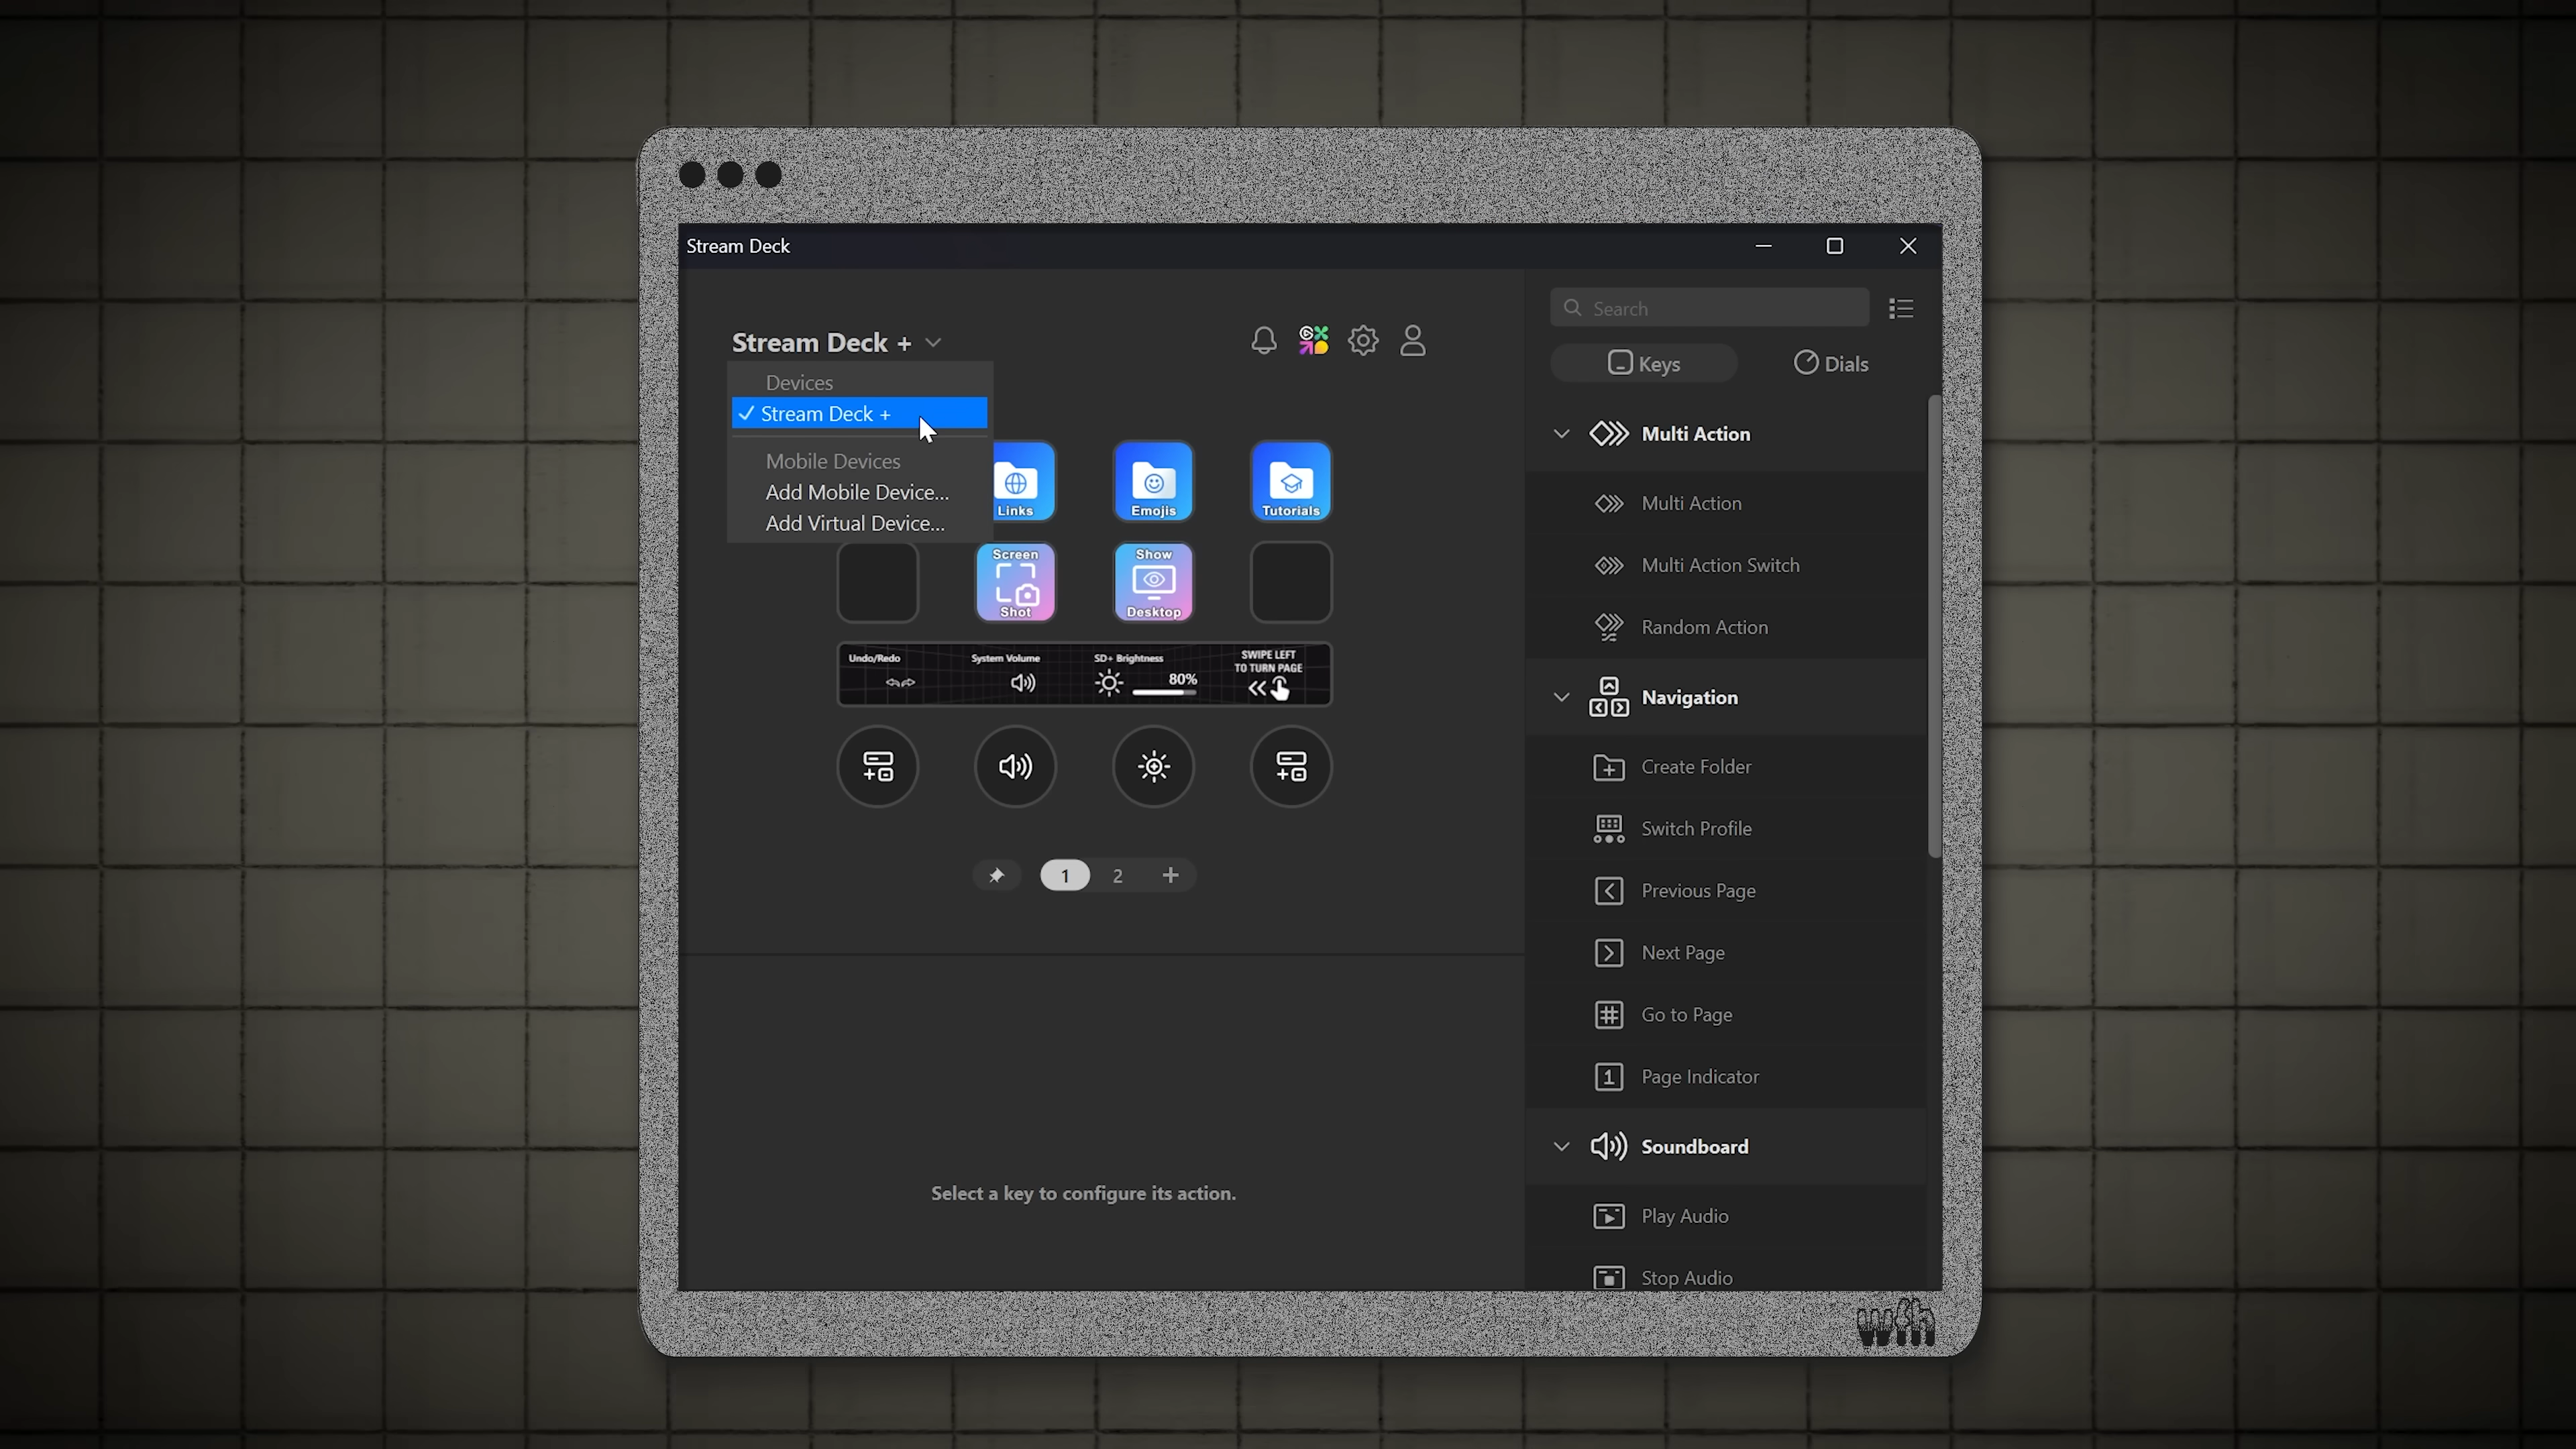 Stream Deck
Stream Deck +
Devices
Stream Deck +
Mobile Devices
Add Mobile Device...
Add Virtual Device...
Links
Emojis
Tutorials
Screen
Shot
Show
Desktop
Undo/Redo
System Volume
SD+ Brightness
80%
SWIPE LEFT
TO TURN PAGE
1
2
+
Select a key to configure its action.
Search
Keys
Dials
Multi Action
Multi Action
Multi Action Switch
Random Action
Navigation
Create Folder
Switch Profile
Previous Page
Next Page
Go to Page
Page Indicator
Soundboard
Play Audio
Stop Audio